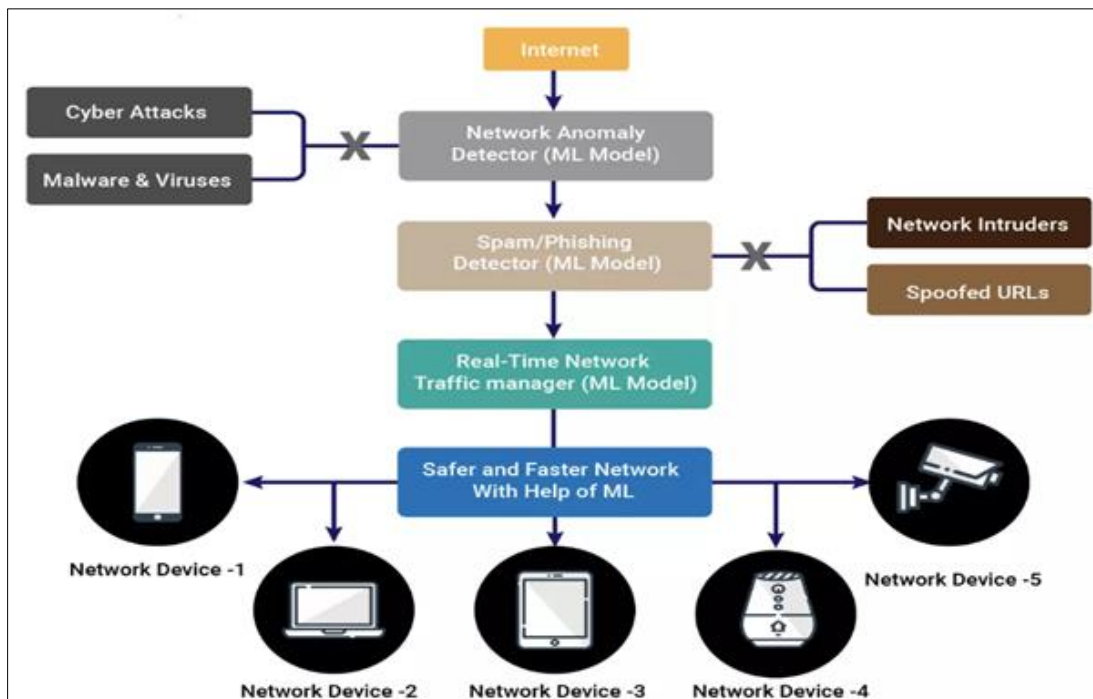 Internet
Cyber Attacks
Malware & Viruses
Network Anomaly
Detector (ML Model)
Spam/Phishing
Detector (ML Model)
Network Intruders
Spoofed URLs
Real-Time Network
Traffic manager (ML Model)
Safer and Faster Network
With Help of ML
Network Device -1
Network Device -2
Network Device -3
Network Device -4
Network Device -5